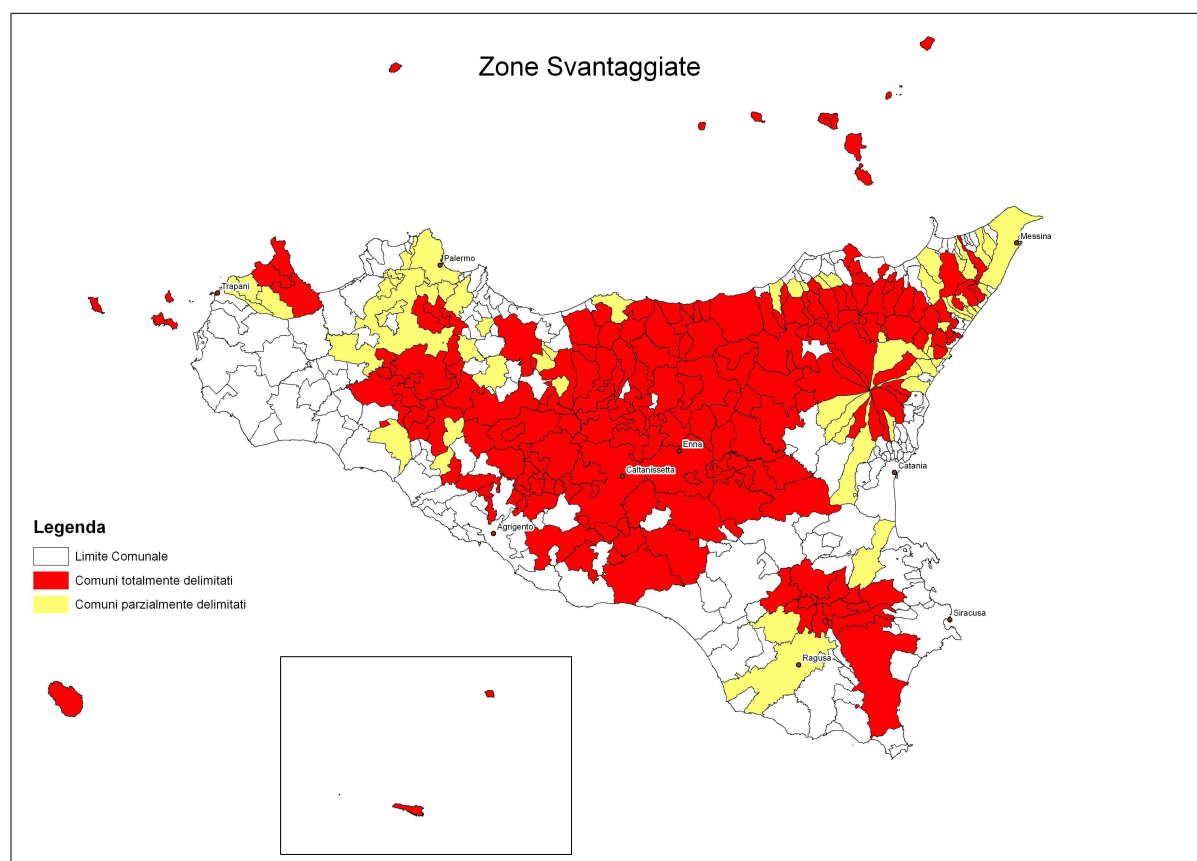 Zone Svantaggiate
Messina
Palermo
Trapani
Enna
Caltanissetta
Catania
Agrigento
Siracusa
Ragusa
Legenda
Limite Comunale
Comuni totalmente delimitati
Comuni parzialmente delimitati